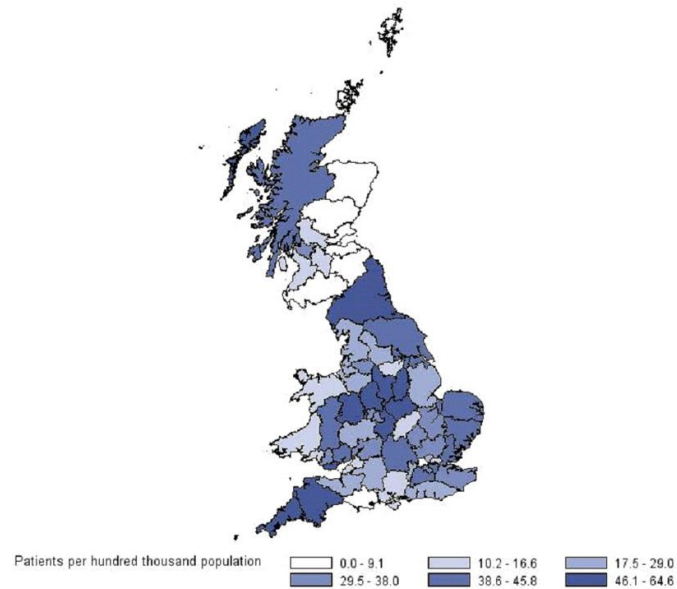 Patients per hundred thousand population
0.0 - 9.1 10.2 - 16.6 17.5 - 29.0
29.5 - 38.0 38.6 - 45.8 46.1 - 64.6